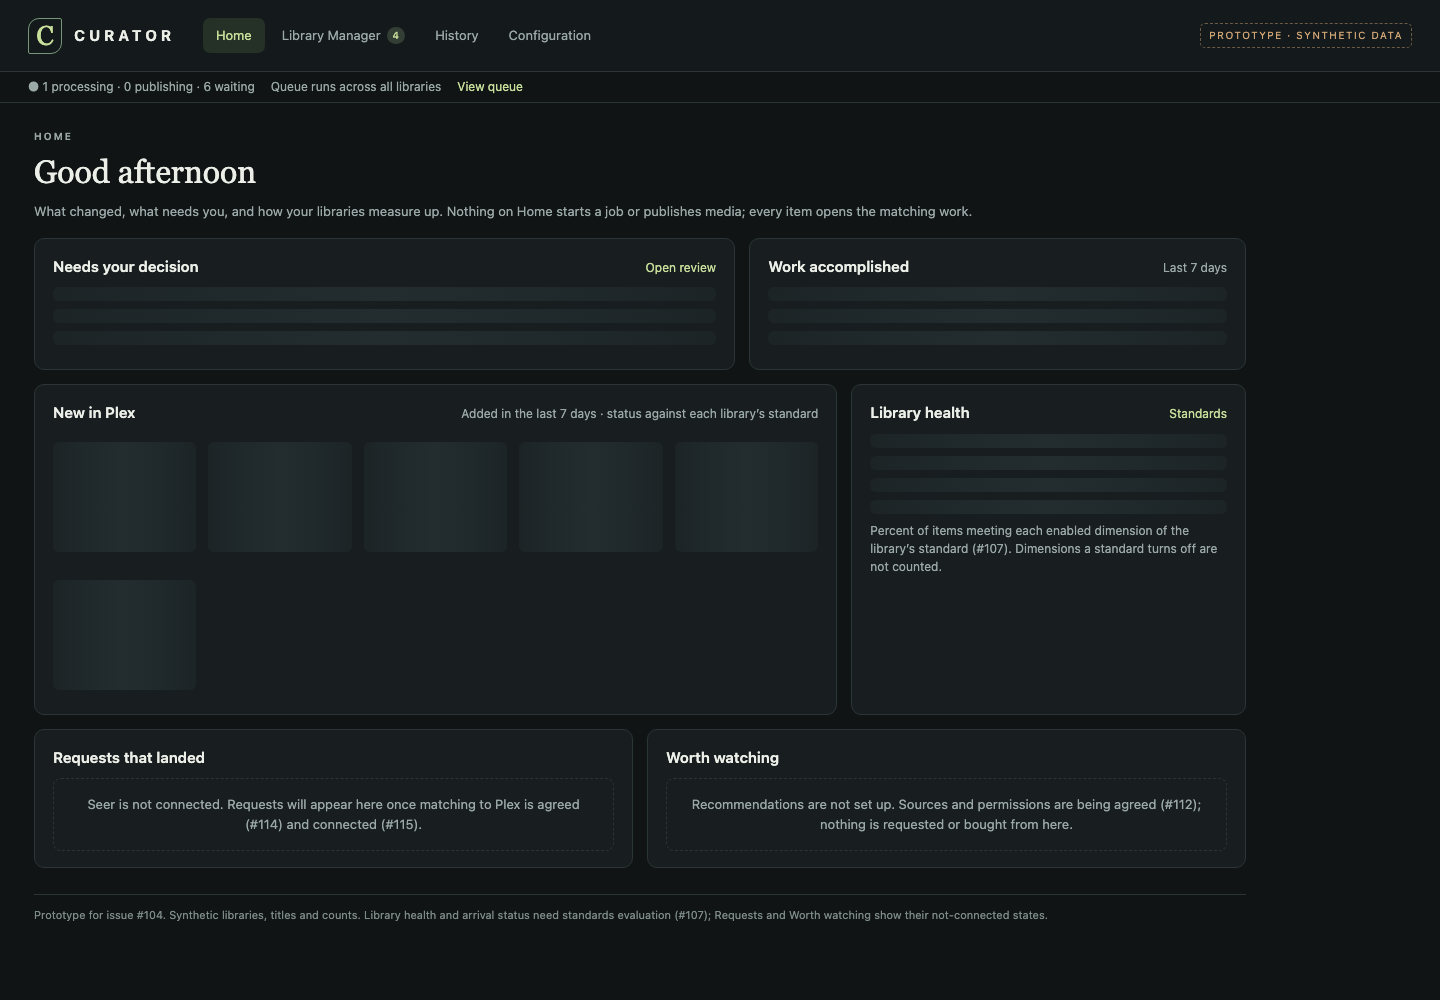 C CURATOR
Home
Library Manager 4
History
Configuration
PROTOTYPE · SYNTHETIC DATA
1 processing · 0 publishing · 6 waiting
Queue runs across all libraries
View queue
HOME
Good afternoon
What changed, what needs you, and how your libraries measure up. Nothing on Home starts a job or publishes media; every item opens the matching work.
Needs your decision
Open review
Work accomplished
Last 7 days
New in Plex
Added in the last 7 days · status against each library's standard
Library health
Standards
Percent of items meeting each enabled dimension of the
library's standard (#107). Dimensions a standard turns off are
not counted.
Requests that landed
Seer is not connected. Requests will appear here once matching to Plex is agreed
(#114) and connected (#115).
Worth watching
Recommendations are not set up. Sources and permissions are being agreed (#112);
nothing is requested or bought from here.
Prototype for issue #104. Synthetic libraries, titles and counts. Library health and arrival status need standards evaluation (#107); Requests and Worth watching show their not-connected states.